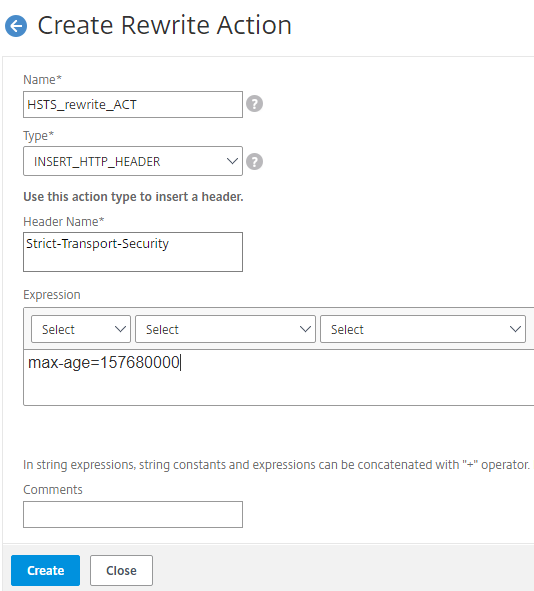 Create Rewrite Action
Name*
HSTS_rewrite_ACT
?
Type*
INSERT_HTTP_HEADER
?
Use this action type to insert a header.
Header Name*
Strict-Transport-Security
Expression
Select Select Select
max-age=157680000
In string expressions, string constants and expressions can be concatenated with "+" operator.
Comments
Create Close